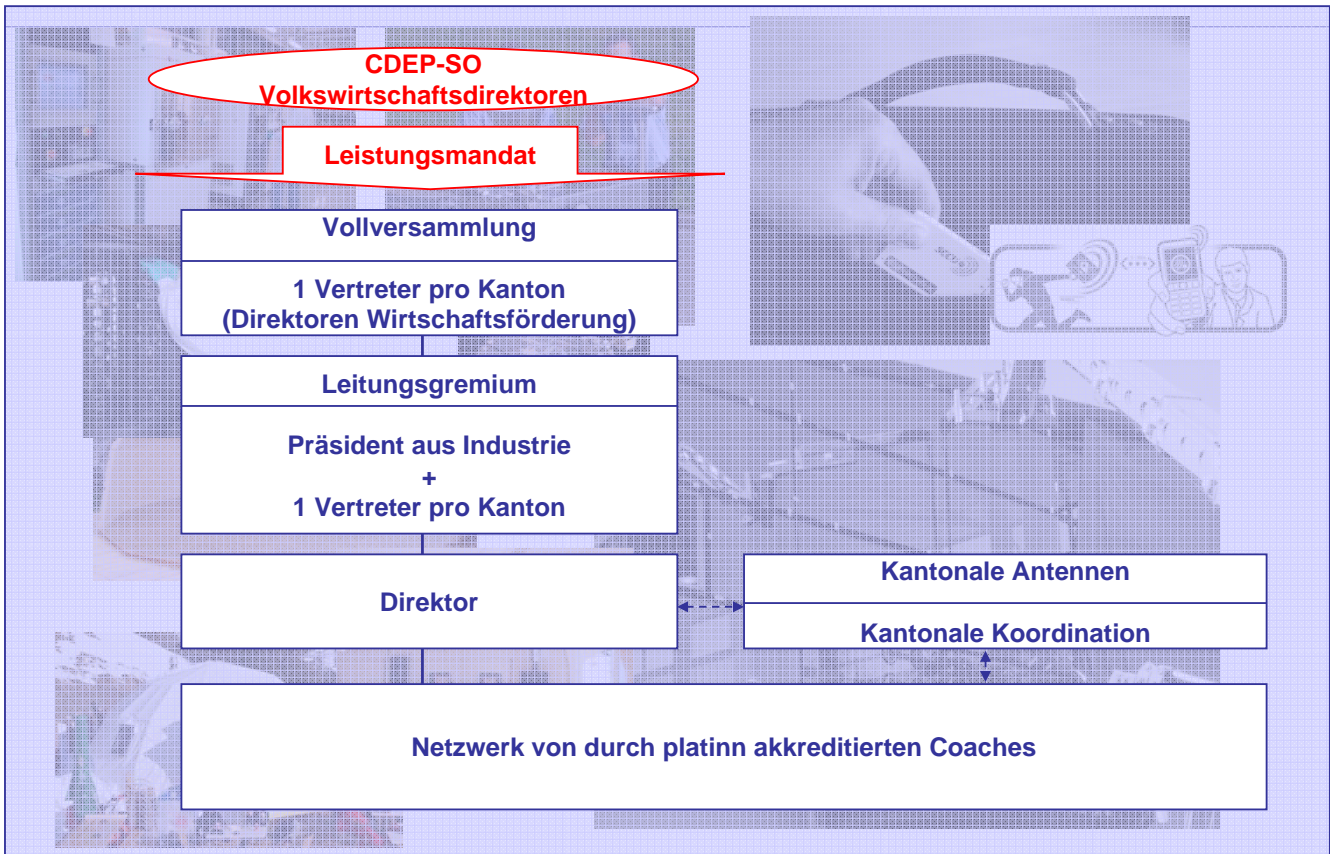 CDEP-SO
Volkswirtschaftsdirektoren
Leistungsmandat
Vollversammlung
1 Vertreter pro Kanton
(Direktoren Wirtschaftsförderung)
Leitungsgremium
Präsident aus Industrie
+
1 Vertreter pro Kanton
Direktor
Kantonale Antennen
Kantonale Koordination
Netzwerk von durch platinn akkreditierten Coaches